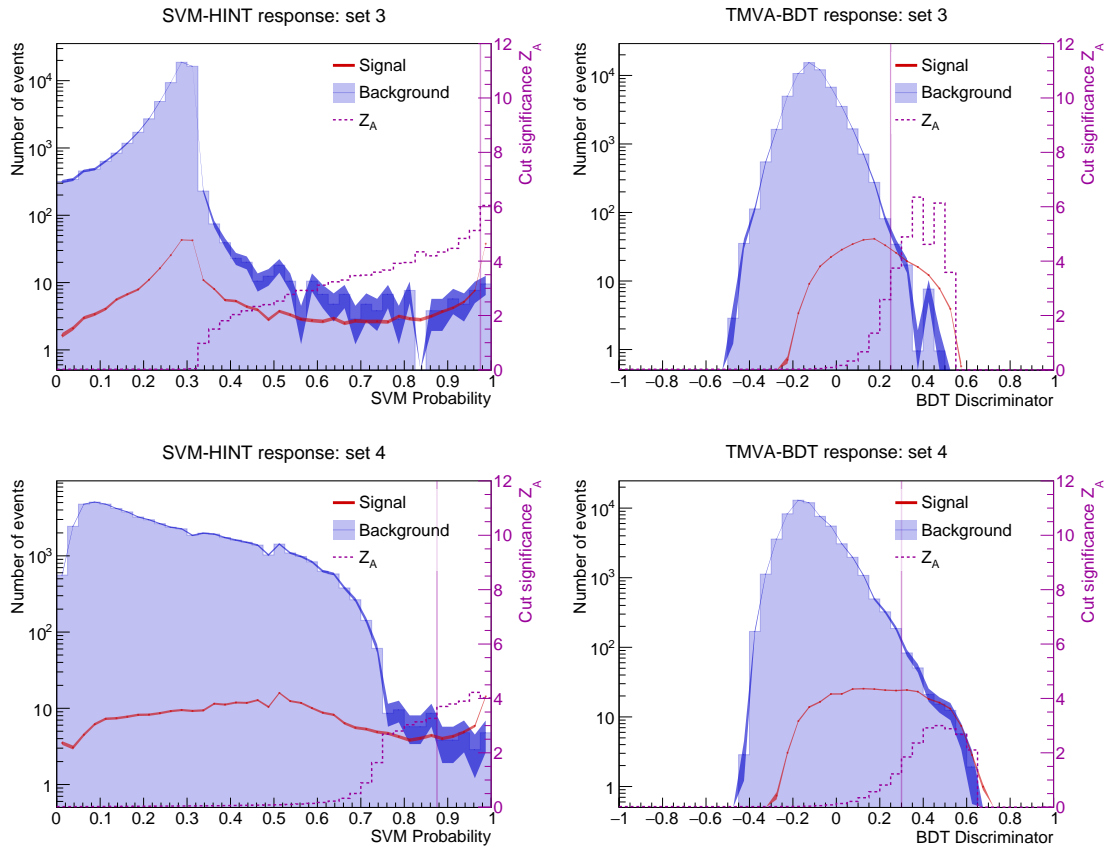 SVM-HINT response: set 3
Number of events
10⁴
10³
10²
10
1
Signal
Background
Z_A
12
10
8
6
4
2
0
Cut significance Z_A
0 0.1 0.2 0.3 0.4 0.5 0.6 0.7 0.8 0.9 1
SVM Probability
TMVA-BDT response: set 3
Number of events
10⁴
10³
10²
10
1
Signal
Background
Z_A
12
10
8
6
4
2
0
Cut significance Z_A
−1 −0.8 −0.6 −0.4 −0.2 0 0.2 0.4 0.6 0.8 1
BDT Discriminator
SVM-HINT response: set 4
Number of events
10³
10²
10
1
Signal
Background
Z_A
12
10
8
6
4
2
0
Cut significance Z_A
0 0.1 0.2 0.3 0.4 0.5 0.6 0.7 0.8 0.9 1
SVM Probability
TMVA-BDT response: set 4
Number of events
10⁴
10³
10²
10
1
Signal
Background
Z_A
12
10
8
6
4
2
0
Cut significance Z_A
−1 −0.8 −0.6 −0.4 −0.2 0 0.2 0.4 0.6 0.8 1
BDT Discriminator